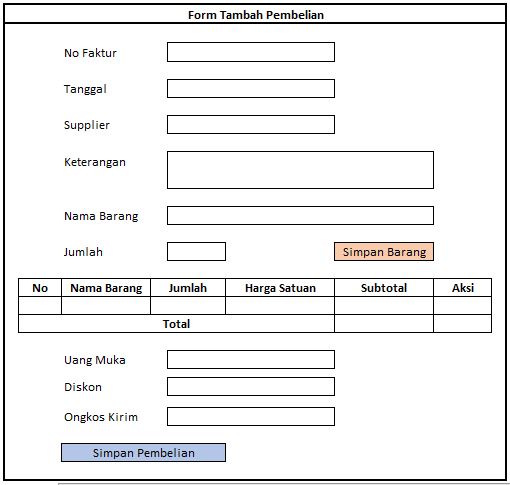 Form Tambah Pembelian
No Faktur
Tanggal
Supplier
Keterangan
Nama Barang
Jumlah Simpan Barang
No Nama Barang Jumlah Harga Satuan Subtotal Aksi
Total
Uang Muka
Diskon
Ongkos Kirim
Simpan Pembelian